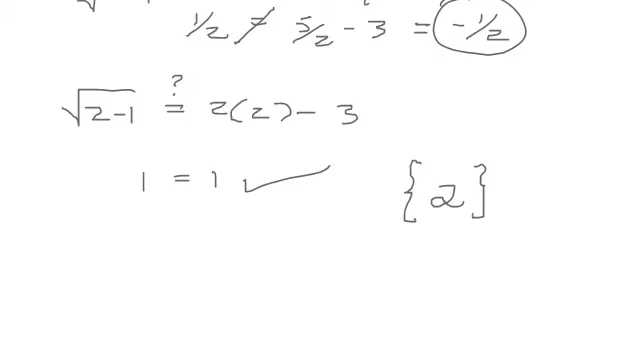 1/2 ≠ 5/2 - 3 = -1/2
?
√2-1 = 2(2) - 3
1 = 1 ✓ {2}